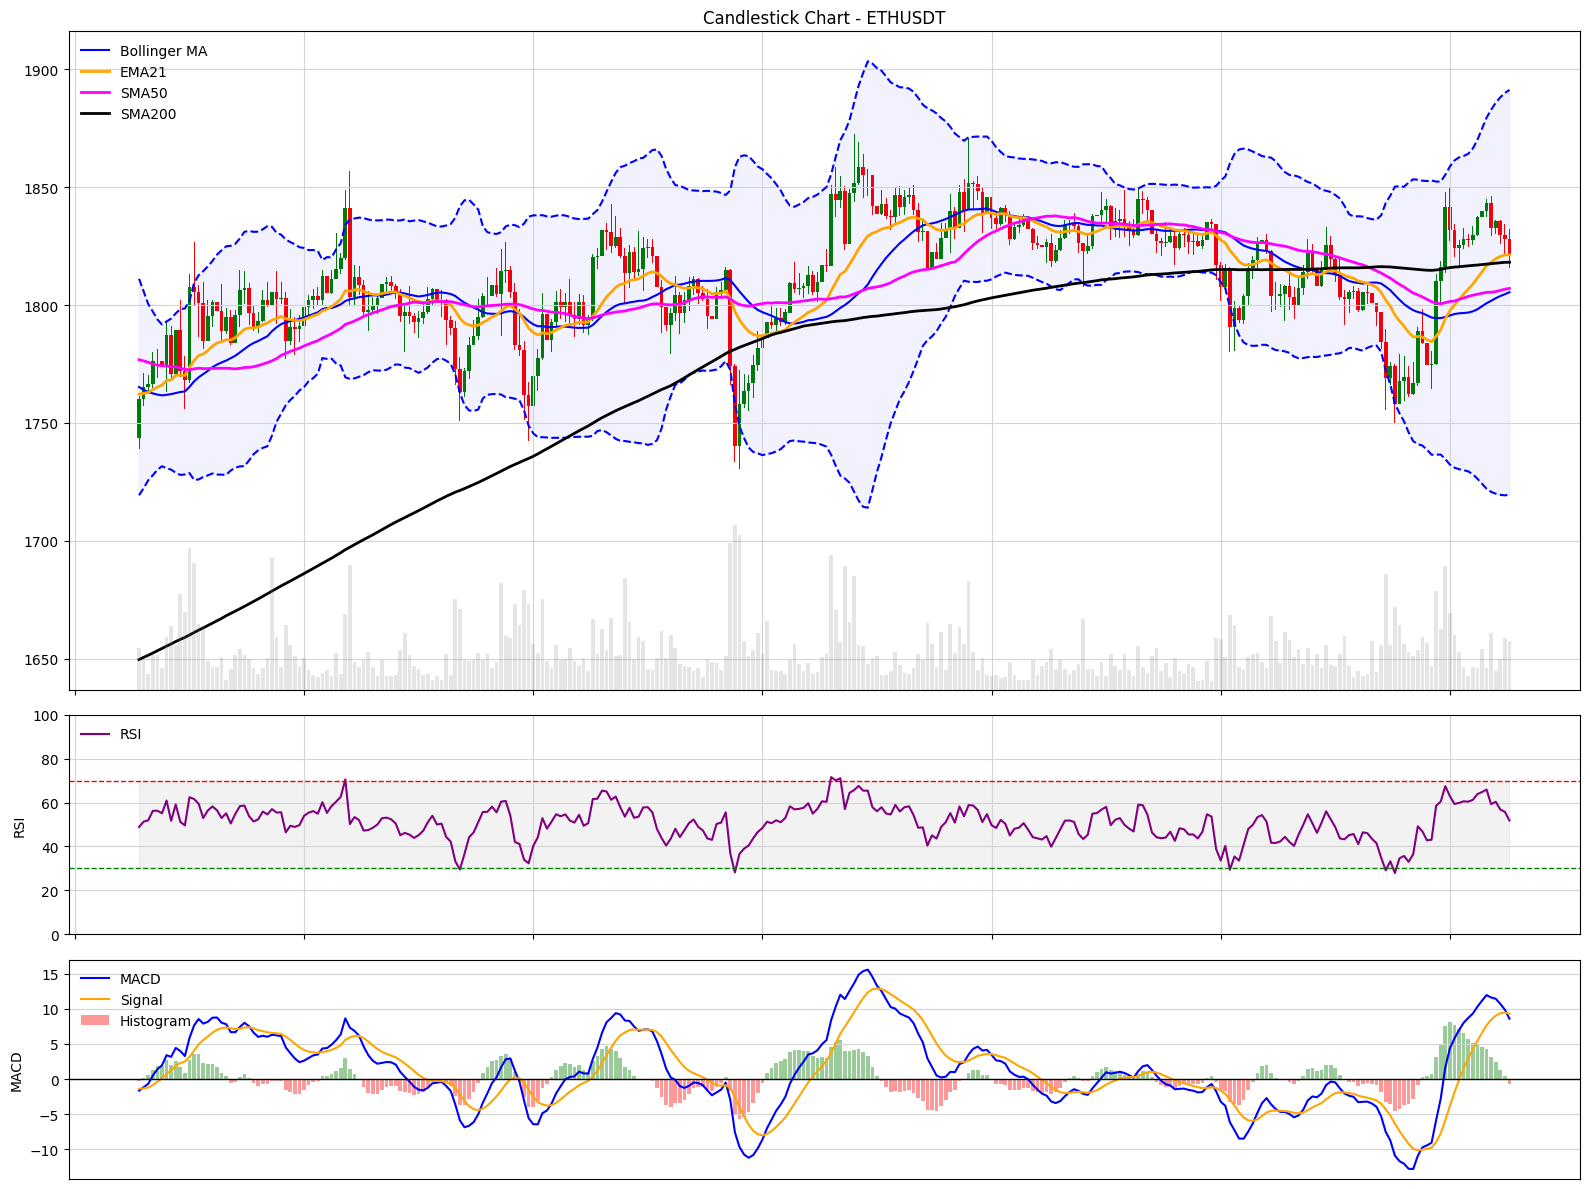 Candlestick Chart - ETHUSDT
Bollinger MA
EMA21
SMA50
SMA200
1900
1850
1800
1750
1700
1650
RSI
100
80
60
40
20
0
RSI
MACD
Signal
Histogram
15
10
5
0
−5
−10
MACD